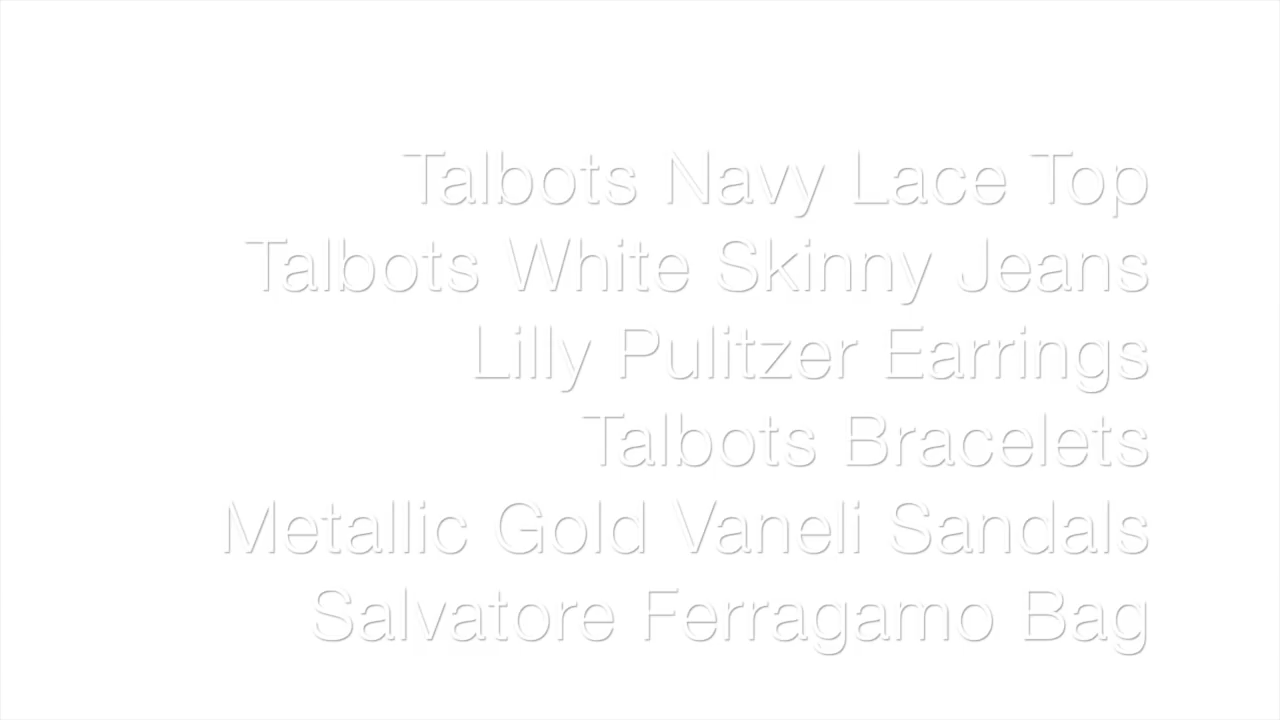 Talbots Navy Lace Top
Talbots White Skinny Jeans
Lilly Pulitzer Earrings
Talbots Bracelets
Metallic Gold Vaneli Sandals
Salvatore Ferragamo Bag